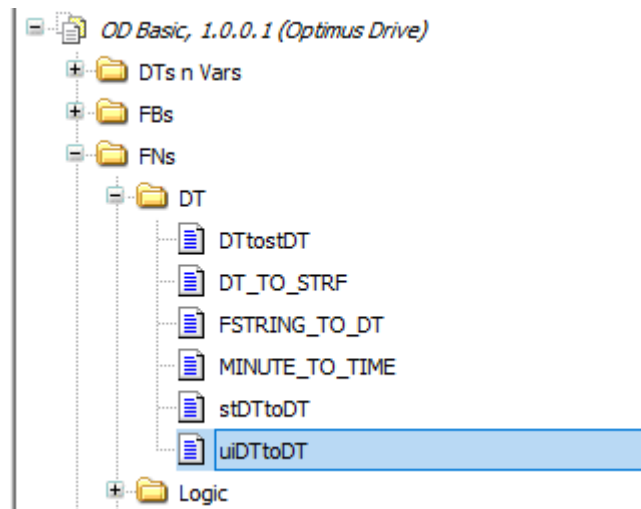 OD Basic, 1.0.0.1 (Optimus Drive)
DTs n Vars
FBs
FNs
DT
DTtostDT
DT_TO_STRF
FSTRING_TO_DT
MINUTE_TO_TIME
stDTtoDT
uiDTtoDT
Logic